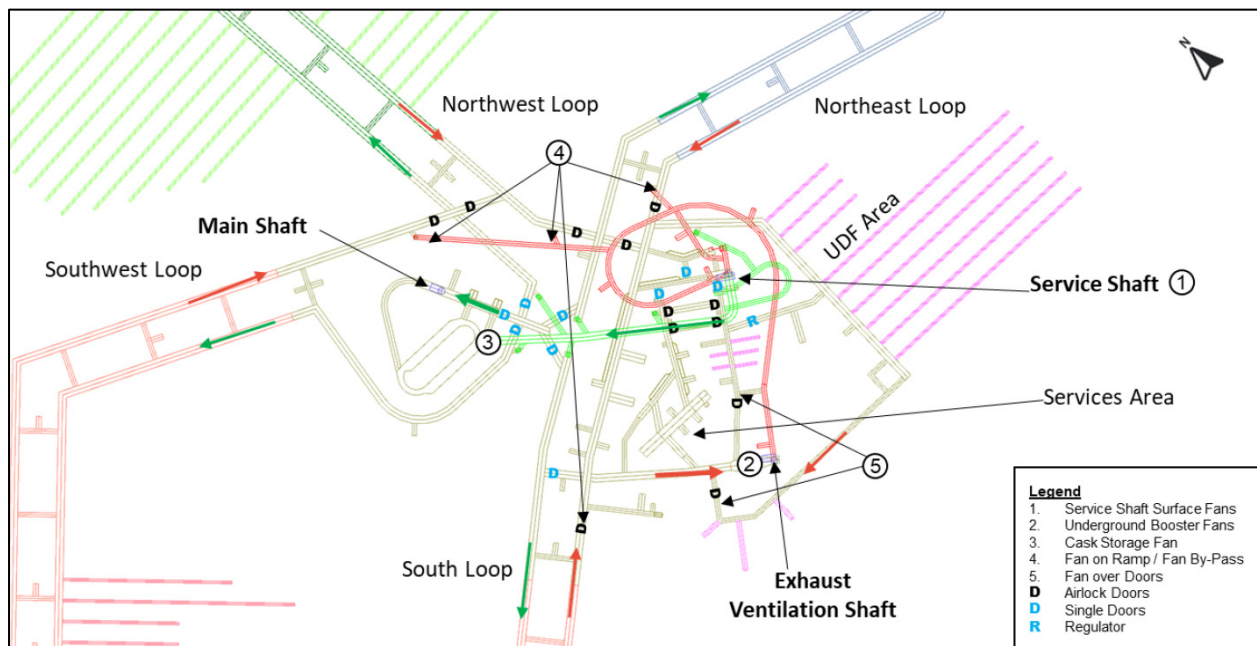 N
Northwest Loop
Northeast Loop
4
Main Shaft
UDF Area
Southwest Loop
Service Shaft 1
3
Services Area
2
5
South Loop
Exhaust
Ventilation Shaft
D D
D D
D
D
D
D
D
D
D
D
D
D
D D
D D
R
D
D
D
D
Legend
1. Service Shaft Surface Fans
2. Underground Booster Fans
3. Cask Storage Fan
4. Fan on Ramp / Fan By-Pass
5. Fan over Doors
D Airlock Doors
D Single Doors
R Regulator